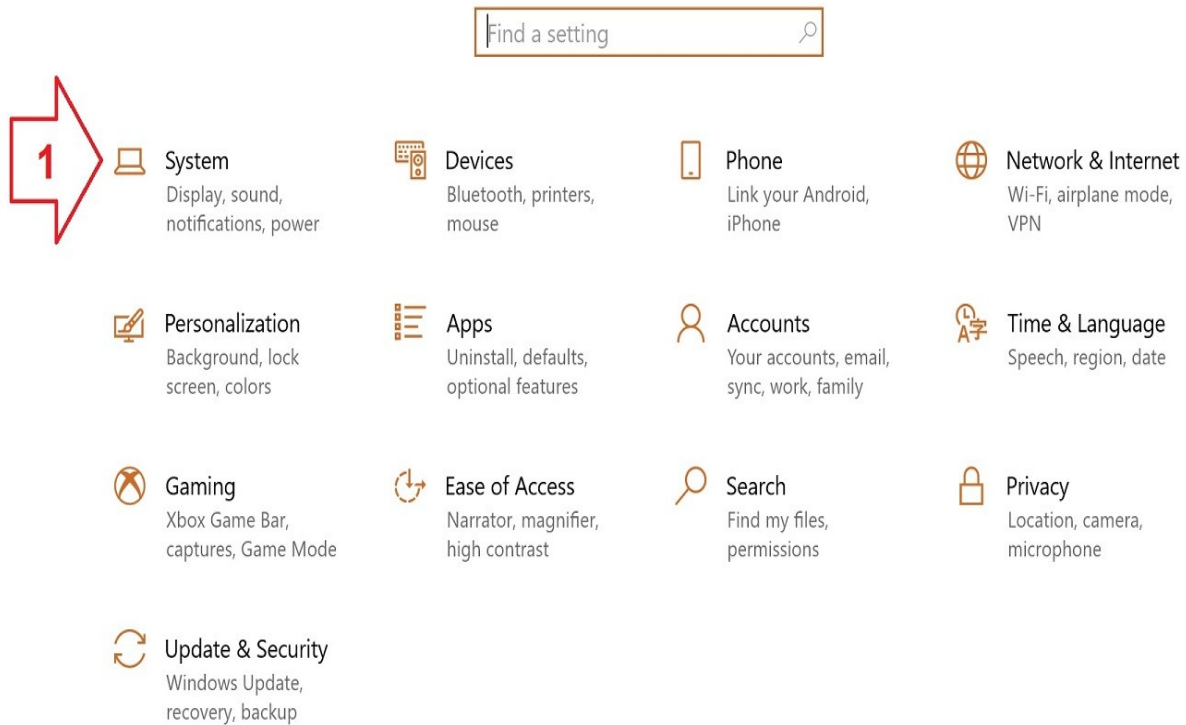 Find a setting
1
System
Display, sound,
notifications, power
Devices
Bluetooth, printers,
mouse
Phone
Link your Android,
iPhone
Network & Internet
Wi-Fi, airplane mode,
VPN
Personalization
Background, lock
screen, colors
Apps
Uninstall, defaults,
optional features
Accounts
Your accounts, email,
sync, work, family
Time & Language
Speech, region, date
Gaming
Xbox Game Bar,
captures, Game Mode
Ease of Access
Narrator, magnifier,
high contrast
Search
Find my files,
permissions
Privacy
Location, camera,
microphone
Update & Security
Windows Update,
recovery, backup